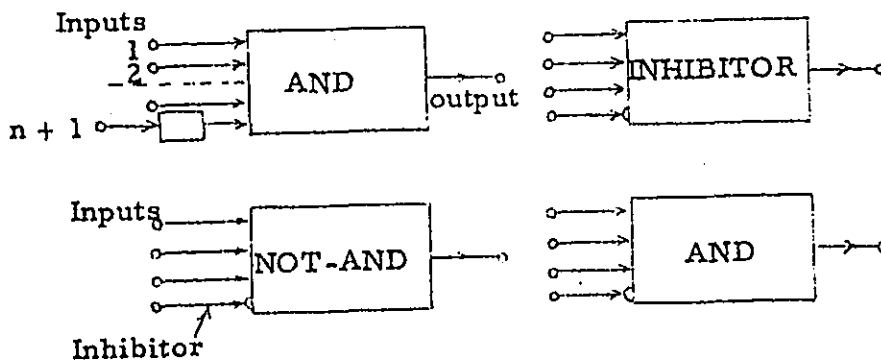 Inputs
1
2
AND
output
n + 1
INHIBITOR
Inputs
NOT-AND
Inhibitor
AND